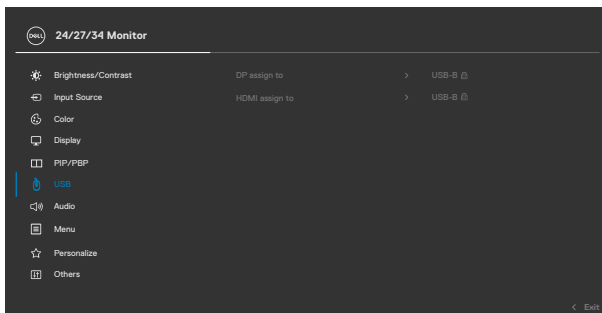 DELL 24/27/34 Monitor
Brightness/Contrast DP assign to > USB-B
Input Source HDMI assign to > USB-B
Color
Display
PIP/PBP
USB
Audio
Menu
Personalize
Others
< Exit